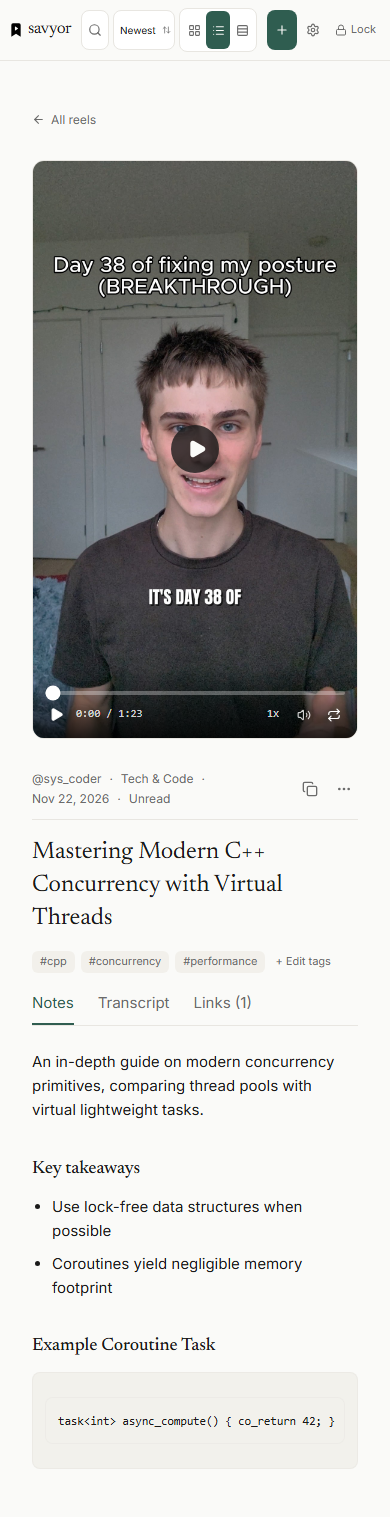 savyor
Newest
Lock
All reels
Day 38 of fixing my posture
(BREAKTHROUGH)
IT'S DAY 38 OF
0:00 / 1:23
1x
@sys_coder · Tech & Code ·
Nov 22, 2026 · Unread
Mastering Modern C++
Concurrency with Virtual
Threads
#cpp
#concurrency
#performance
+ Edit tags
Notes
Transcript
Links (1)
An in-depth guide on modern concurrency
primitives, comparing thread pools with
virtual lightweight tasks.
Key takeaways
• Use lock-free data structures when
possible
• Coroutines yield negligible memory
footprint
Example Coroutine Task
task<int> async_compute() { co_return 42; }